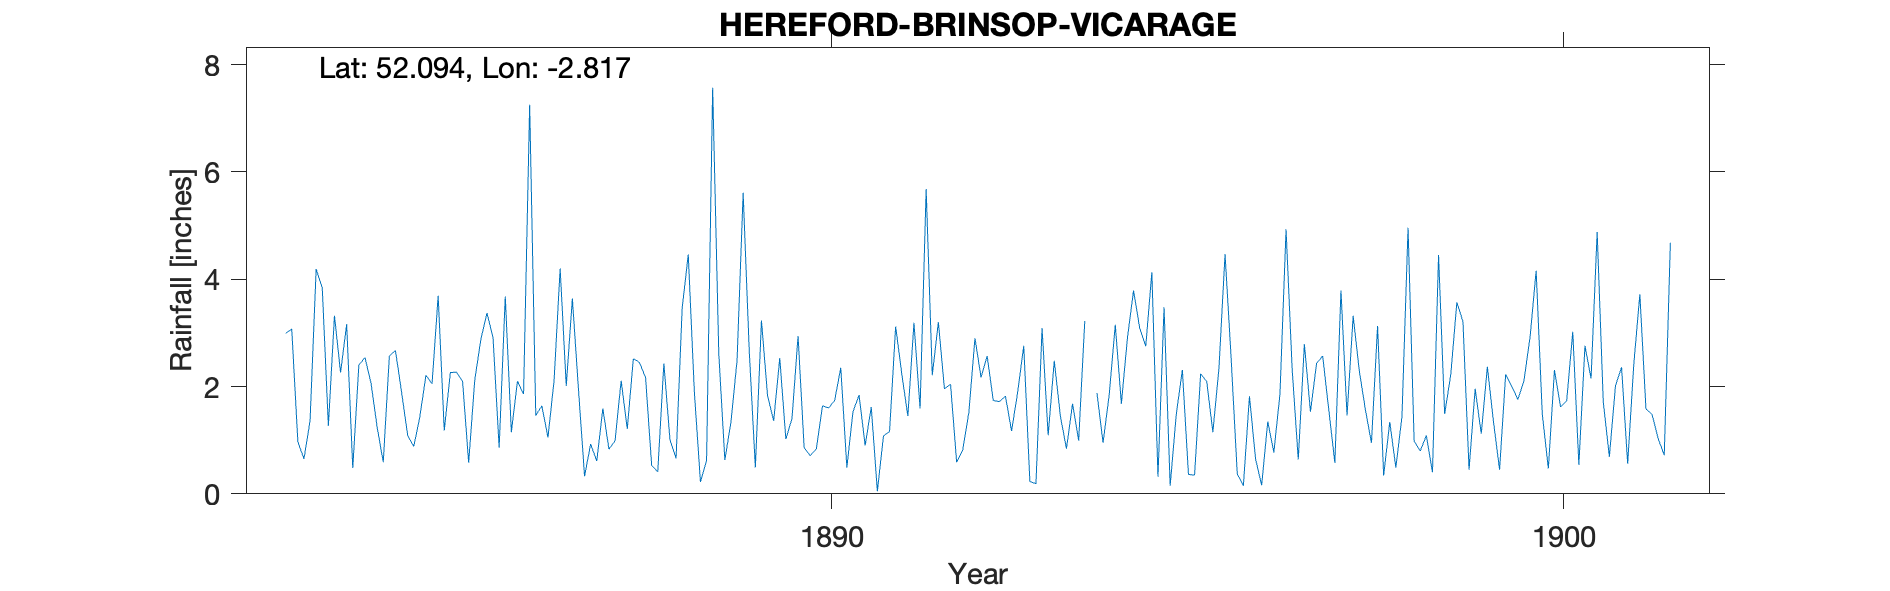 HEREFORD-BRINSOP-VICARAGE
Lat: 52.094, Lon: -2.817
8
6
4
2
0
Rainfall [inches]
1890
1900
Year